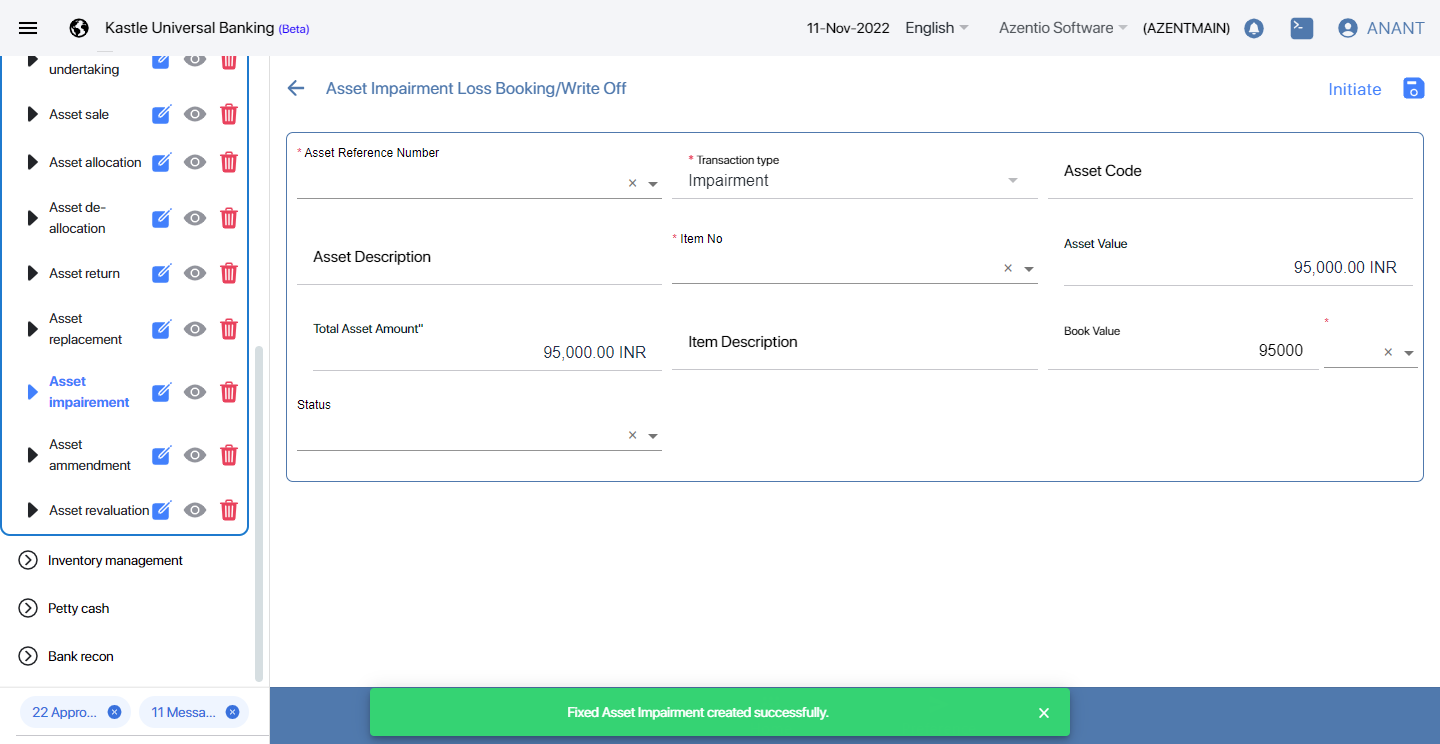 Kastle Universal Banking (Beta)
11-Nov-2022
English
Azentio Software
(AZENTMAIN)
ANANT
undertaking
Asset sale
Asset allocation
Asset de-
allocation
Asset return
Asset
replacement
Asset
impairement
Asset
ammendment
Asset revaluation
Inventory management
Petty cash
Bank recon
22 Appro...
11 Messa...
Asset Impairment Loss Booking/Write Off
Initiate
* Asset Reference Number
* Transaction type
Impairment
Asset Code
Asset Description
* Item No
Asset Value
95,000.00 INR
Total Asset Amount"
95,000.00 INR
Item Description
Book Value
95000
*
Status
Fixed Asset Impairment created successfully.